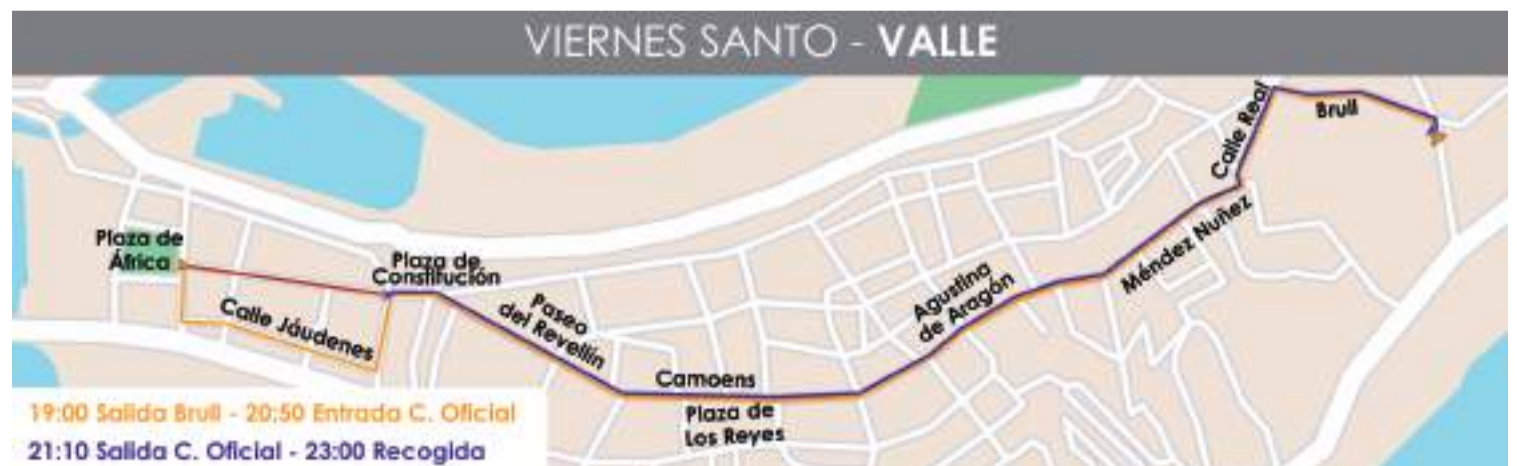 VIERNES SANTO - VALLE
Calle Real
Brull
Plaza de
África
Plaza de
Constitución
Calle Jáudenes
Paseo
del Revellín
Camoens
Plaza de
Los Reyes
Agustina
de Aragón
Méndez Nuñez
19:00 Salida Brull - 20:50 Entrada C. Oficial
21:10 Salida C. Oficial - 23:00 Recogida